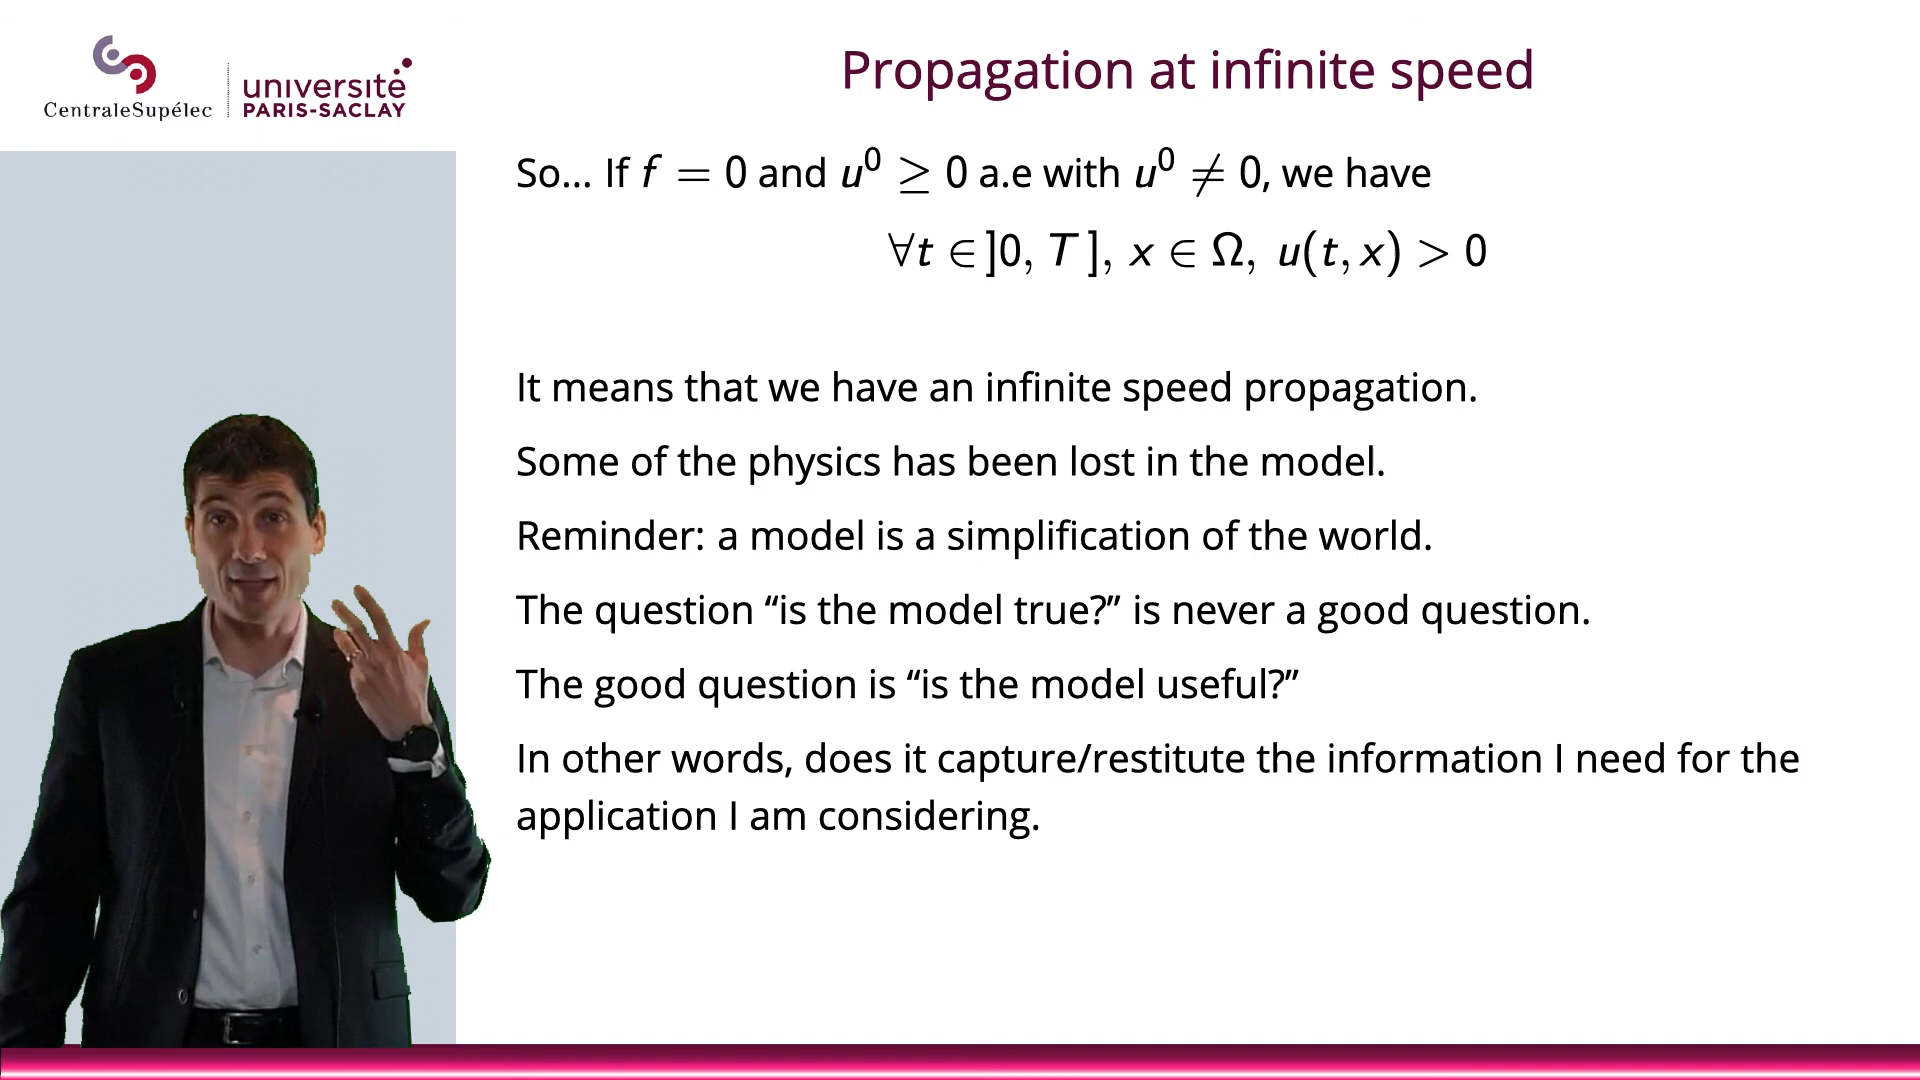 CentraleSupélec
université
PARIS-SACLAY
Propagation at infinite speed
So... If f = 0 and u⁰ ≥ 0 a.e with u⁰ ≠ 0, we have
∀t ∈ ]0, T ], x ∈ Ω, u(t, x) > 0
It means that we have an infinite speed propagation.
Some of the physics has been lost in the model.
Reminder: a model is a simplification of the world.
The question “is the model true?” is never a good question.
The good question is “is the model useful?”
In other words, does it capture/restitute the information I need for the
application I am considering.